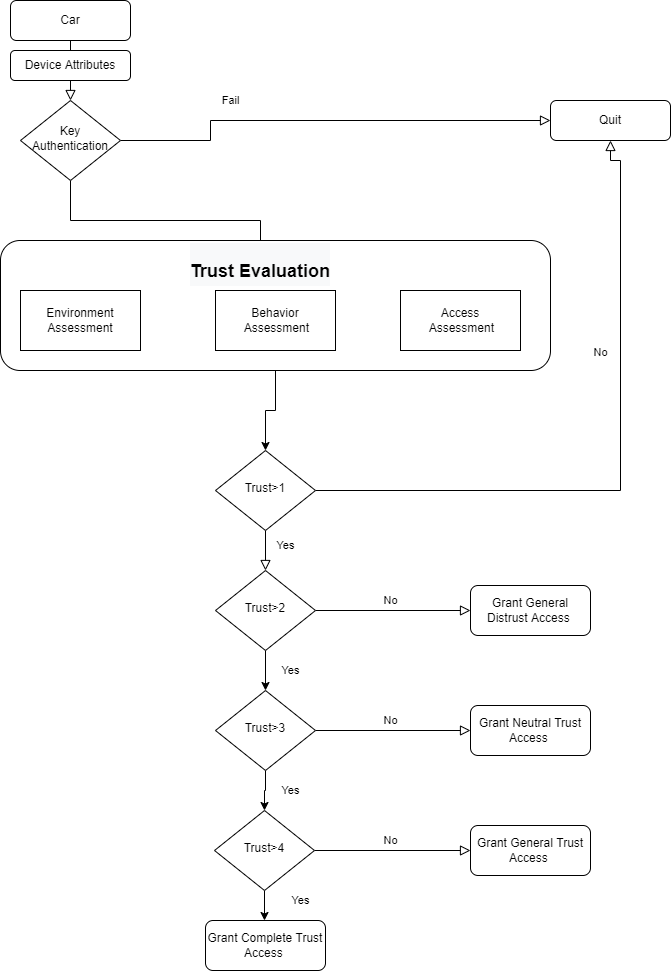 Car
Device Attributes
Fail
Key
Authentication
Quit
Trust Evaluation
Environment
Assessment
Behavior
Assessment
Access
Assessment
No
Trust>1
Yes
Trust>2
No
Grant General
Distrust Access
Yes
Trust>3
No
Grant Neutral Trust
Access
Yes
Trust>4
No
Grant General Trust
Access
Yes
Grant Complete Trust
Access